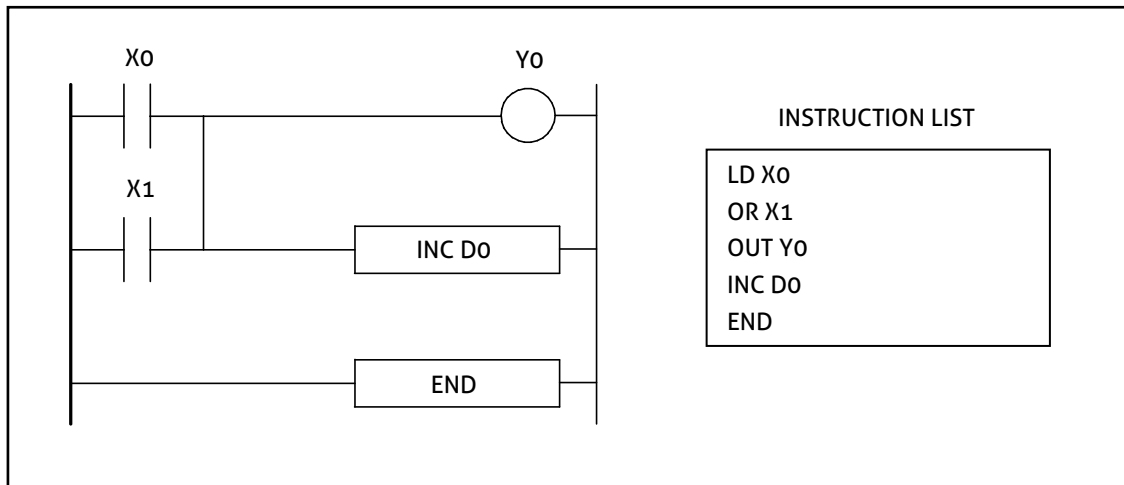 X0
Y0
X1
INC D0
END
INSTRUCTION LIST
LD X0
OR X1
OUT Y0
INC D0
END